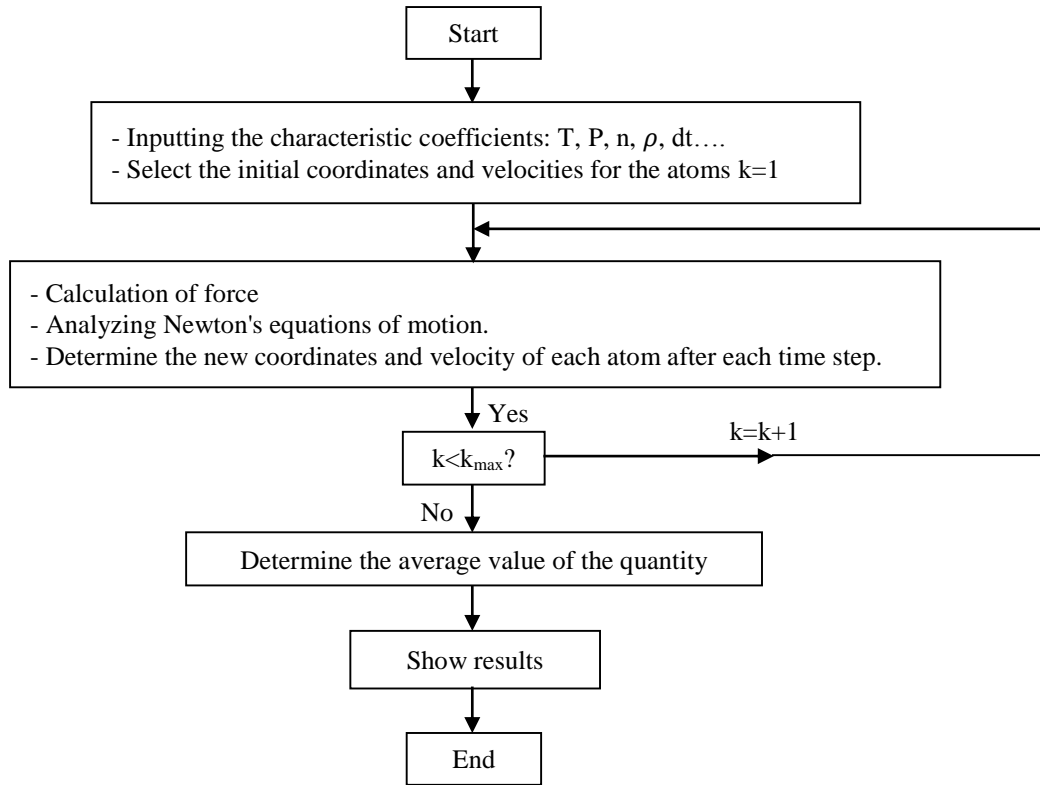 Start
- Inputting the characteristic coefficients: T, P, n, ρ, dt….
- Select the initial coordinates and velocities for the atoms k=1
- Calculation of force
- Analyzing Newton's equations of motion.
- Determine the new coordinates and velocity of each atom after each time step.
Yes
k=k+1
k<kmax?
No
Determine the average value of the quantity
Show results
End